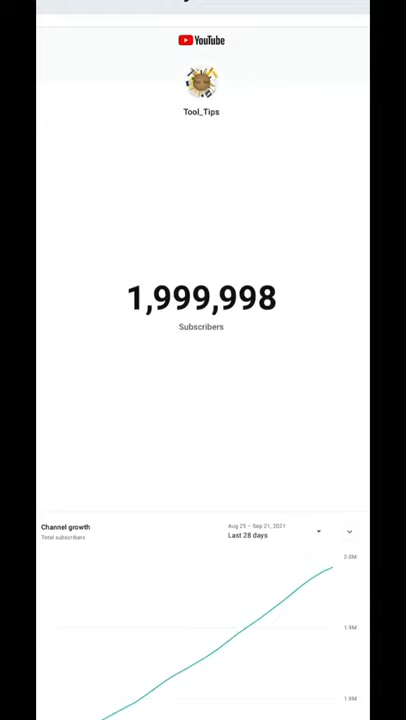 YouTube
Tool_Tips
1,999,998
Subscribers
Channel growth
Total subscribers
Aug 25 – Sep 21, 2021
Last 28 days
2.0M
1.9M
1.9M